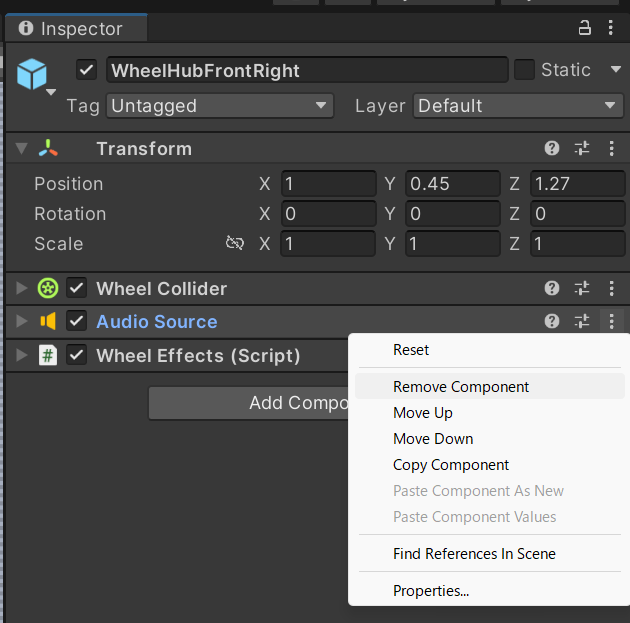 Inspector
WheelHubFrontRight
Static
Tag Untagged Layer Default
Transform
Position X 1 Y 0.45 Z 1.27
Rotation X 0 Y 0 Z 0
Scale X 1 Y 1 Z 1
Wheel Collider
Audio Source
Wheel Effects (Script)
Add Compo
Reset
Remove Component
Move Up
Move Down
Copy Component
Paste Component As New
Paste Component Values
Find References In Scene
Properties...